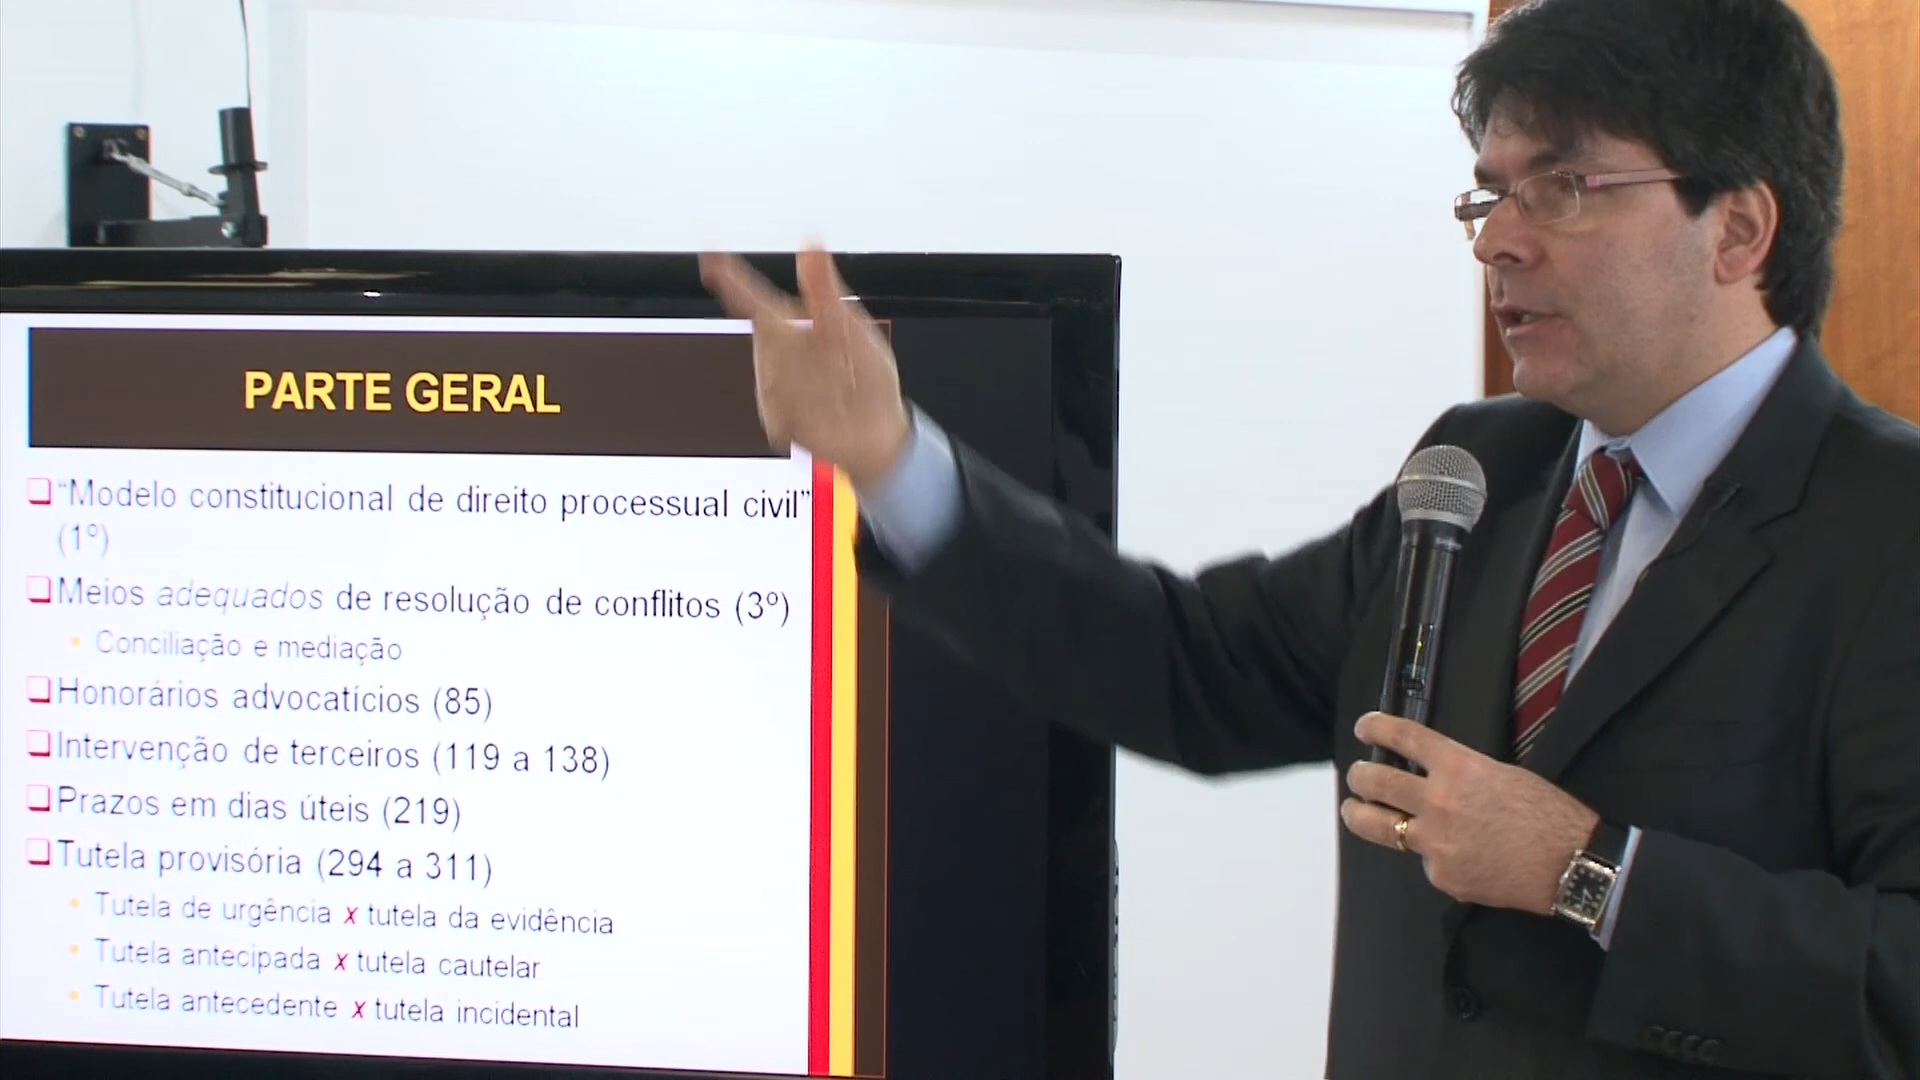 PARTE GERAL
“Modelo constitucional de direito processual civil”
(1º)
Meios adequados de resolução de conflitos (3º)
Conciliação e mediação
Honorários advocatícios (85)
Intervenção de terceiros (119 a 138)
Prazos em dias úteis (219)
Tutela provisória (294 a 311)
Tutela de urgência x tutela da evidência
Tutela antecipada x tutela cautelar
Tutela antecedente x tutela incidental